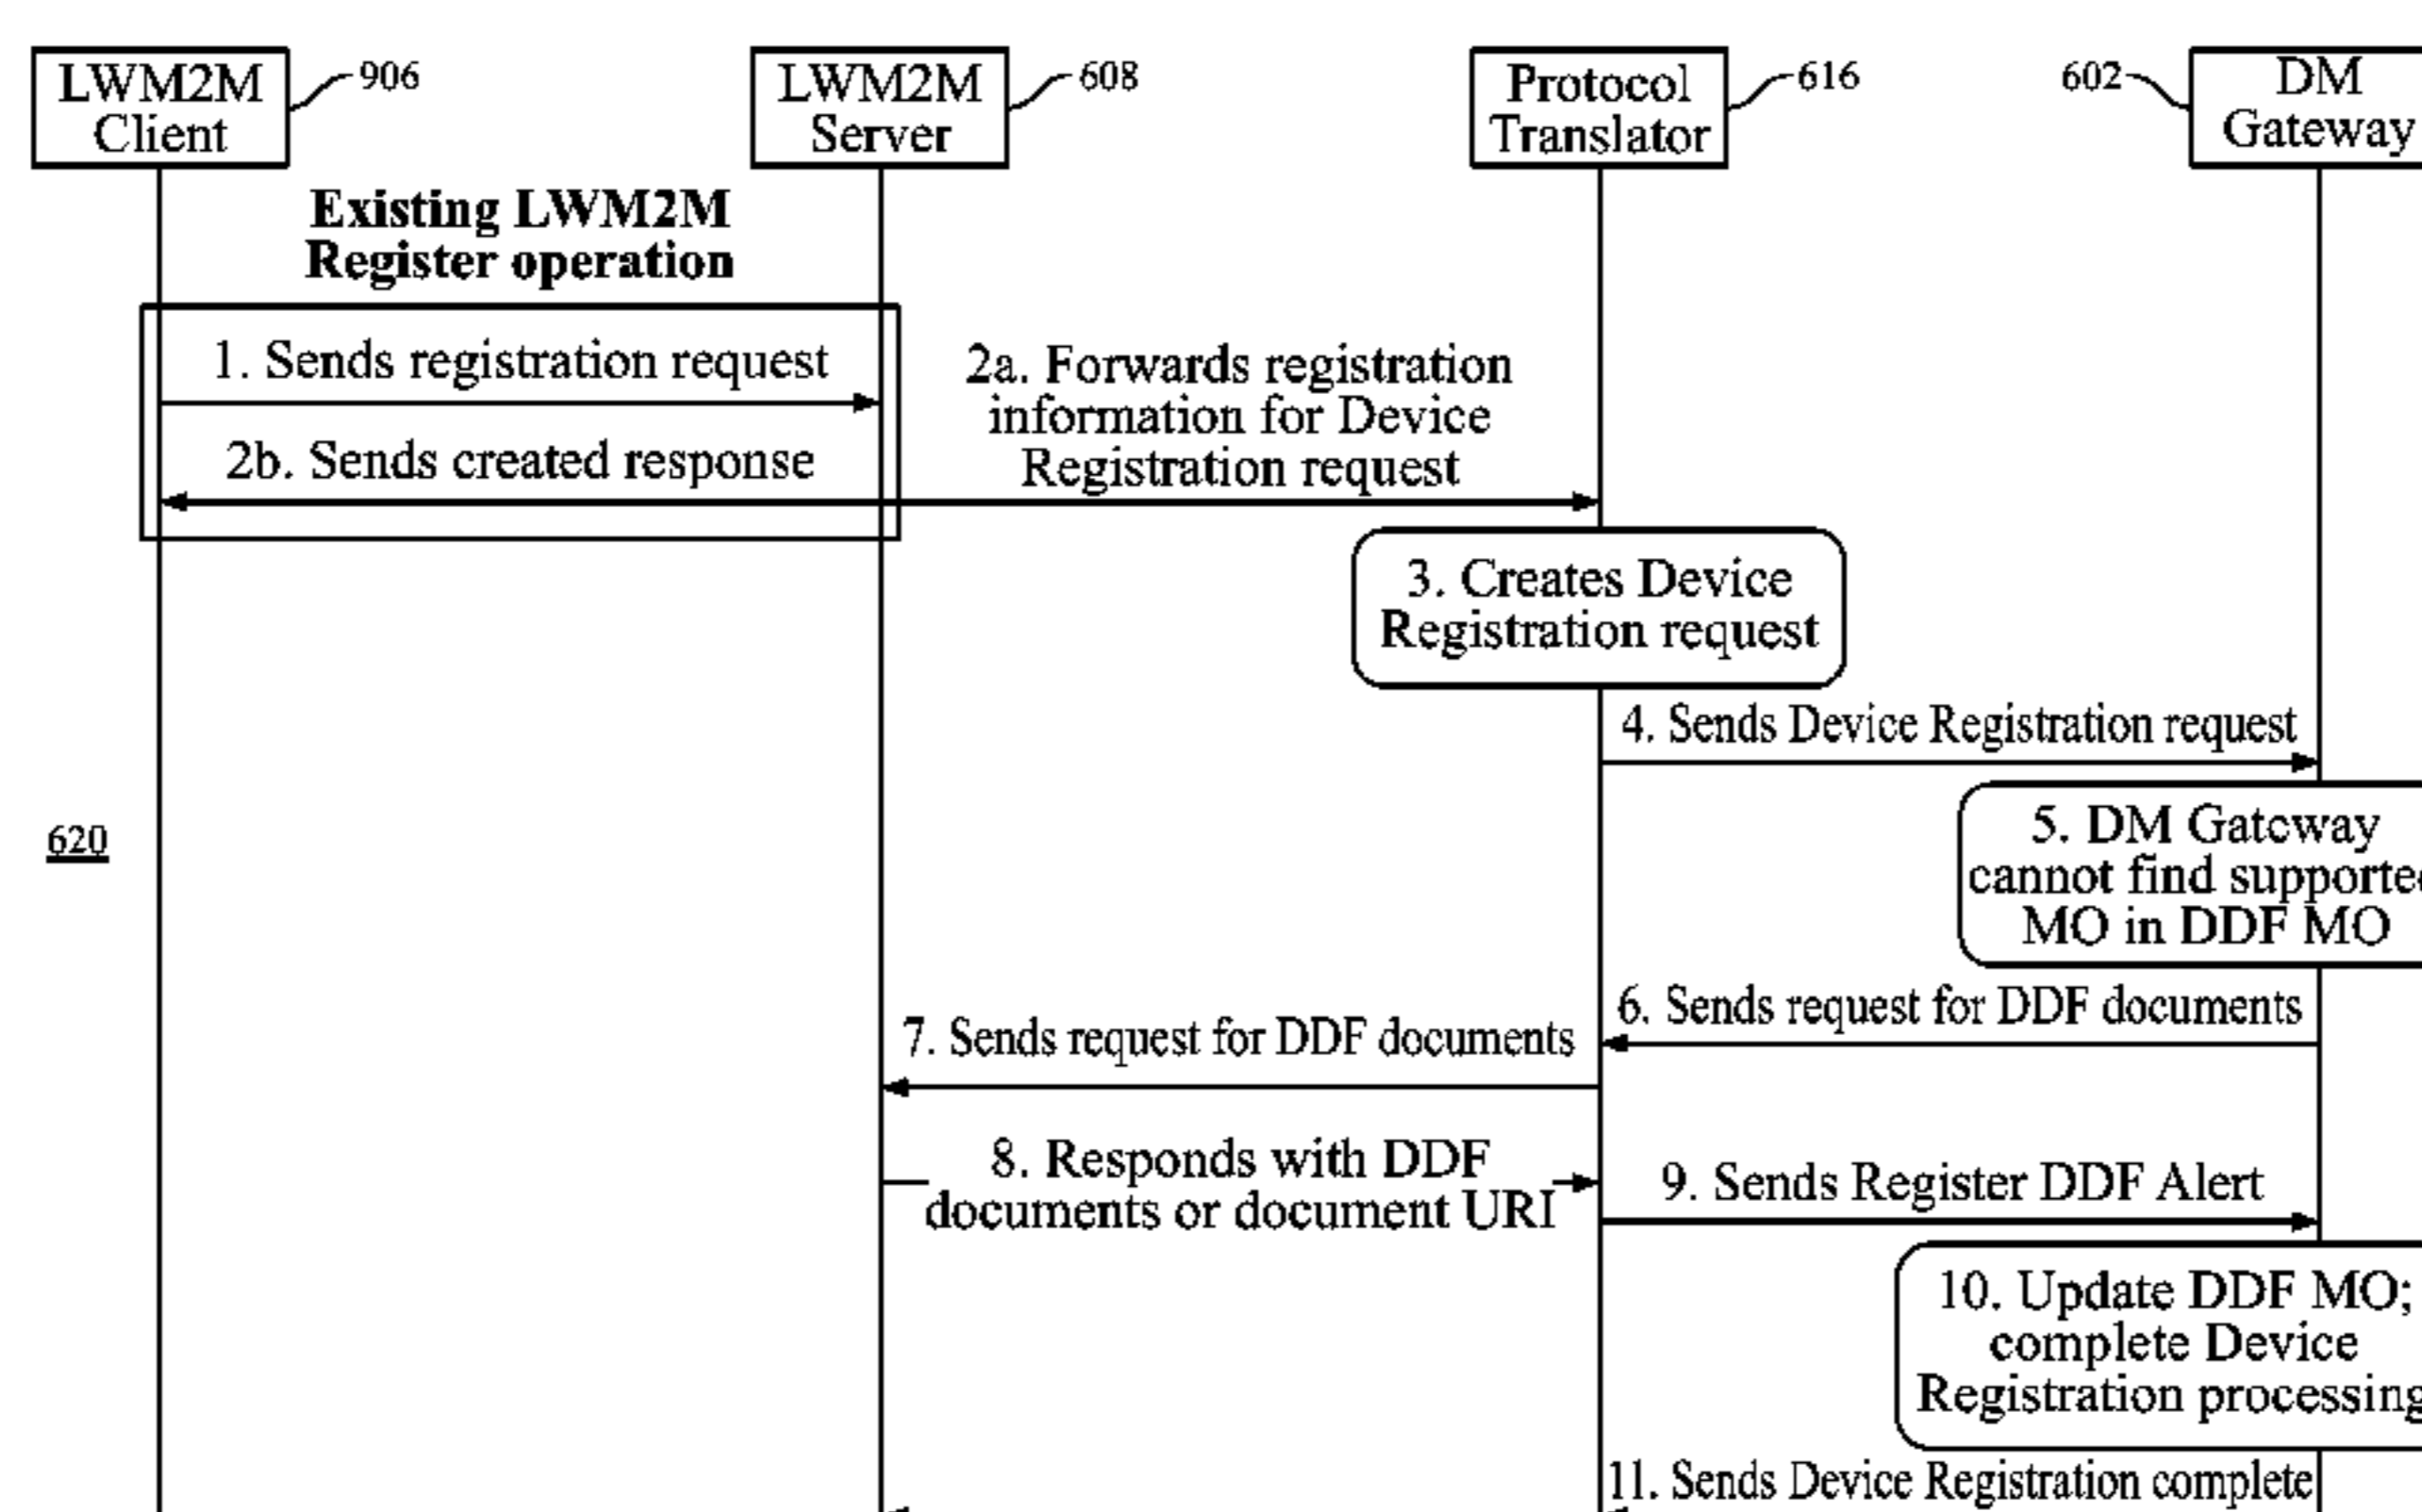 LWM2M
Client
906
LWM2M
Server
608
Protocol
Translator
616
602
DM
Gateway
Existing LWM2M
Register operation
1. Sends registration request
2a. Forwards registration
information for Device
Registration request
2b. Sends created response
3. Creates Device
Registration request
4. Sends Device Registration request
620
5. DM Gateway
cannot find supported
MO in DDF MO
6. Sends request for DDF documents
7. Sends request for DDF documents
8. Responds with DDF
documents or document URI
9. Sends Register DDF Alert
10. Update DDF MO;
complete Device
Registration processing
11. Sends Device Registration complete